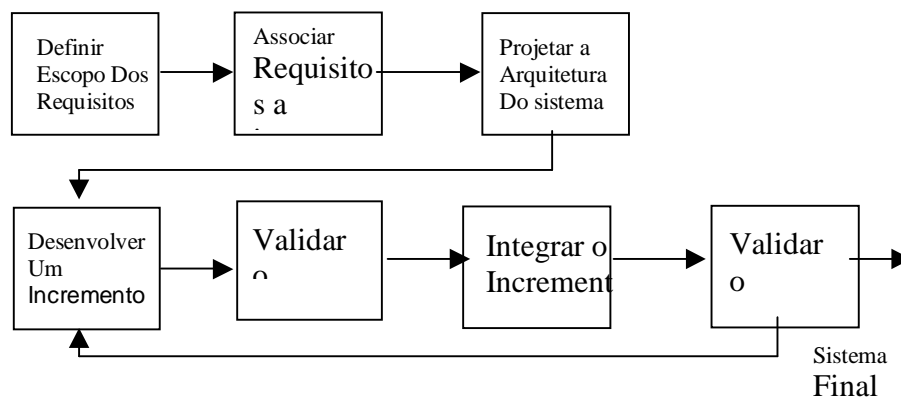 Definir
Escopo Dos
Requisitos
Associar
Requisito
s a
Projetar a
Arquitetura
Do sistema
Desenvolver
Um
Incremento
Validar
Integrar o
Increment
Validar
o
Sistema
Final